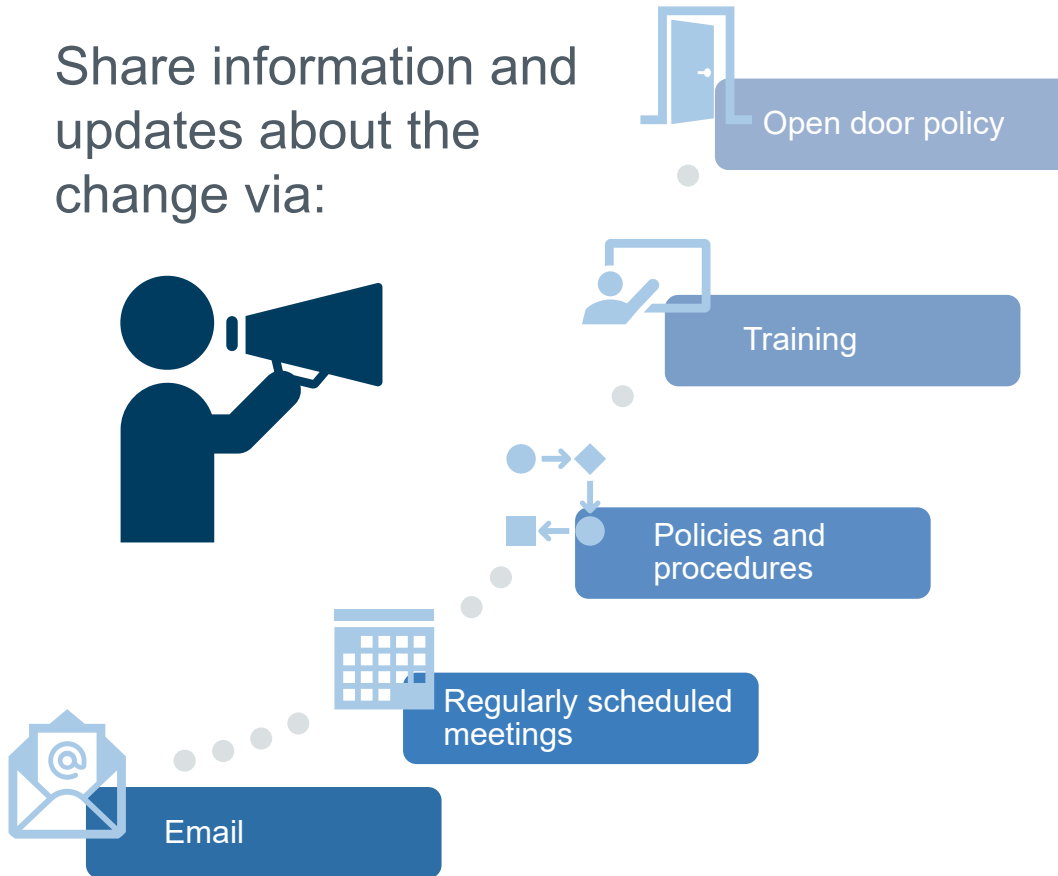 Share information and
updates about the
change via:
Open door policy
Training
Policies and
procedures
Regularly scheduled
meetings
@
Email